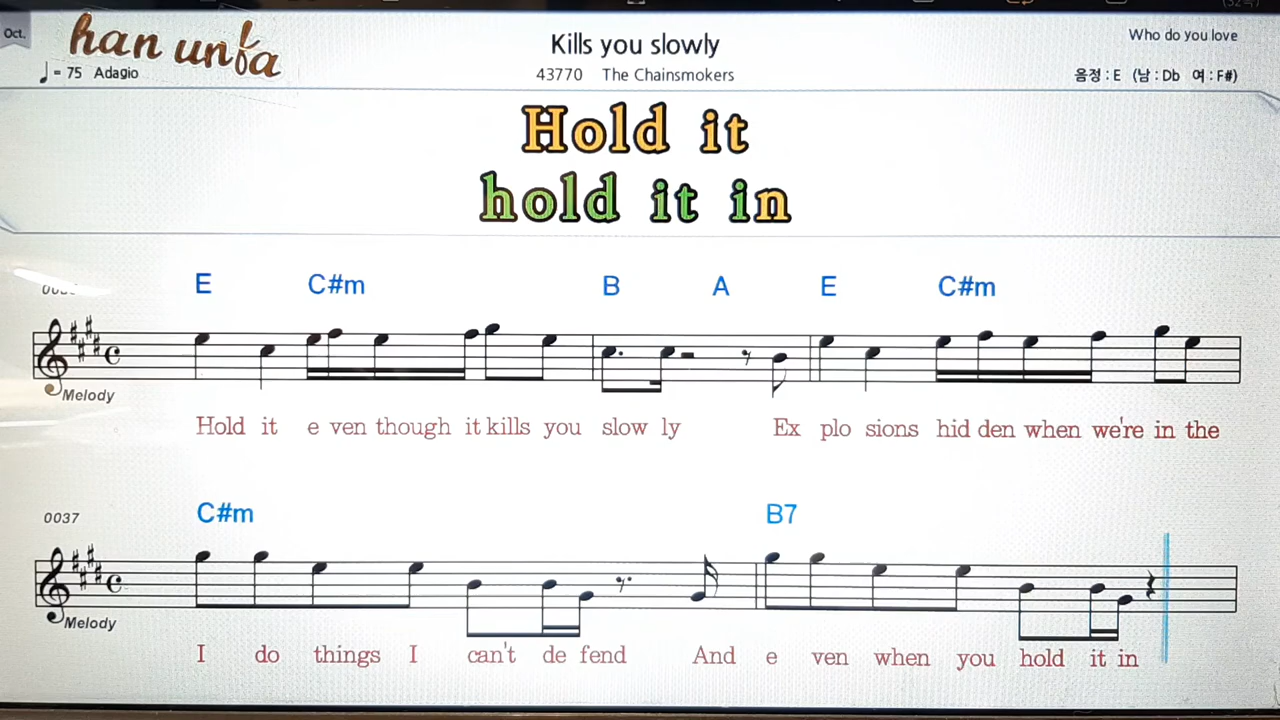 Oct.
han unfa
Kills you slowly
Who do you love
= 75 Adagio
43770 The Chainsmokers
음정 : E (남 : Db 여 : F#)
Hold it
hold it in
E C#m B A E C#m
Melody
Hold it e ven though it kills you slow ly Ex plo sions hid den when we're in the
0037
C#m B7
Melody
I do things I can't de fend And e ven when you hold it in